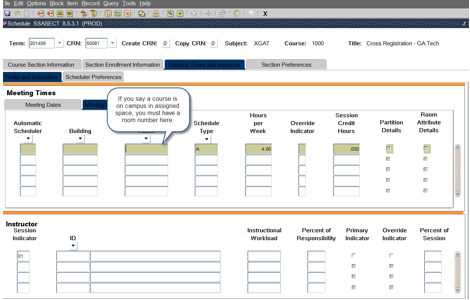 File Edit Options Block Item Record Query Tools Help
Schedule SSASECT 8.5.3.1 (PROD)
Term: 201405 CRN: 50081 Create CRN: Copy CRN: Subject: XGAT Course: 1000 Title: Cross Registration - GA Tech
Course Section Information Section Enrollment Information Meeting Times and Instructor Section Preferences
Times and Instructors Scheduler Preferences
Meeting Times
Meeting Dates
If you say a course is
on campus in assigned
space, you must have a
room number here.
Automatic Scheduler
Building
Schedule Type
Hours per Week
Override Indicator
Session Credit Hours
Partition Details
Room Attribute Details
A 4.00 .000
Instructor
Session Indicator
ID
Instructional Workload
Percent of Responsibility
Primary Indicator
Override Indicator
Percent of Session
01